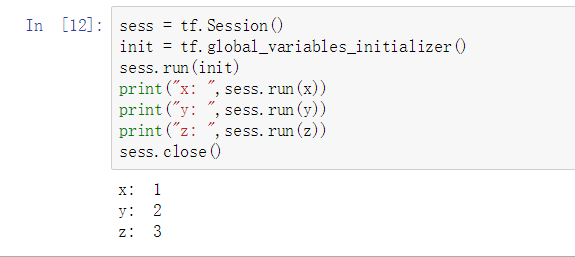 In [12]: sess = tf.Session()
init = tf.global_variables_initializer()
sess.run(init)
print("x: ",sess.run(x))
print("y: ",sess.run(y))
print("z: ",sess.run(z))
sess.close()
x:  1
y:  2
z:  3